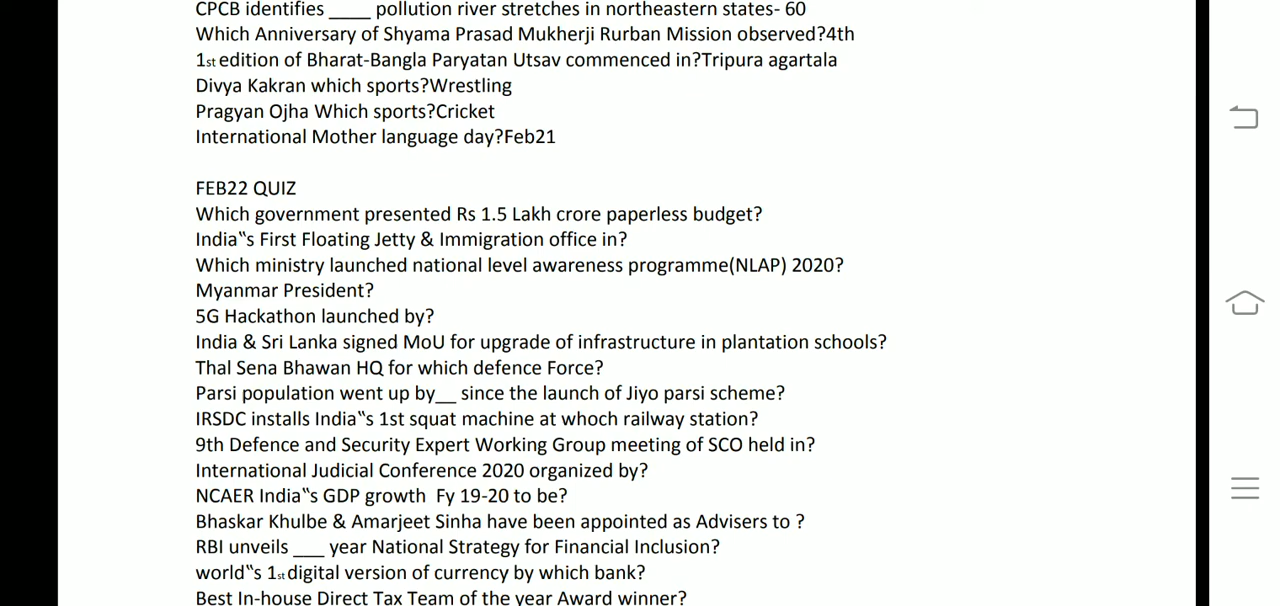 CPCB identifies ____ pollution river stretches in northeastern states- 60
Which Anniversary of Shyama Prasad Mukherji Rurban Mission observed?4th
1st edition of Bharat-Bangla Paryatan Utsav commenced in?Tripura agartala
Divya Kakran which sports?Wrestling
Pragyan Ojha Which sports?Cricket
International Mother language day?Feb21
FEB22 QUIZ
Which government presented Rs 1.5 Lakh crore paperless budget?
India‟s First Floating Jetty & Immigration office in?
Which ministry launched national level awareness programme(NLAP) 2020?
Myanmar President?
5G Hackathon launched by?
India & Sri Lanka signed MoU for upgrade of infrastructure in plantation schools?
Thal Sena Bhawan HQ for which defence Force?
Parsi population went up by__ since the launch of Jiyo parsi scheme?
IRSDC installs India‟s 1st squat machine at whoch railway station?
9th Defence and Security Expert Working Group meeting of SCO held in?
International Judicial Conference 2020 organized by?
NCAER India‟s GDP growth  Fy 19-20 to be?
Bhaskar Khulbe & Amarjeet Sinha have been appointed as Advisers to ?
RBI unveils ___ year National Strategy for Financial Inclusion?
world‟s 1st digital version of currency by which bank?
Best In-house Direct Tax Team of the year Award winner?